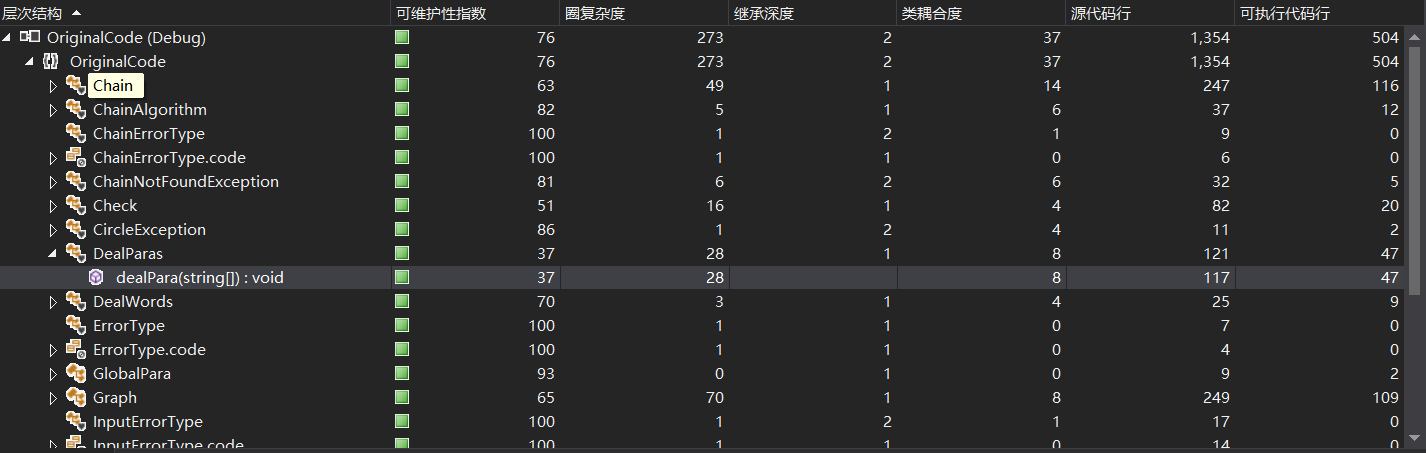 层次结构 可维护性指数 圈复杂度 继承深度 类耦合度 源代码行 可执行代码行
OriginalCode (Debug) 76 273 2 37 1,354 504
OriginalCode 76 273 2 37 1,354 504
Chain 63 49 1 14 247 116
ChainAlgorithm 82 5 1 6 37 12
ChainErrorType 100 1 2 1 9 0
ChainErrorType.code 100 1 1 0 6 0
ChainNotFoundException 81 6 2 6 32 5
Check 51 16 1 4 82 20
CircleException 86 1 2 4 11 2
DealParas 37 28 1 8 121 47
dealPara(string[]) : void 37 28 8 117 47
DealWords 70 3 1 4 25 9
ErrorType 100 1 1 0 7 0
ErrorType.code 100 1 1 0 4 0
GlobalPara 93 0 1 0 9 2
Graph 65 70 1 8 249 109
InputErrorType 100 1 2 1 17 0
InputErrorType.code 100 1 1 0 14 0